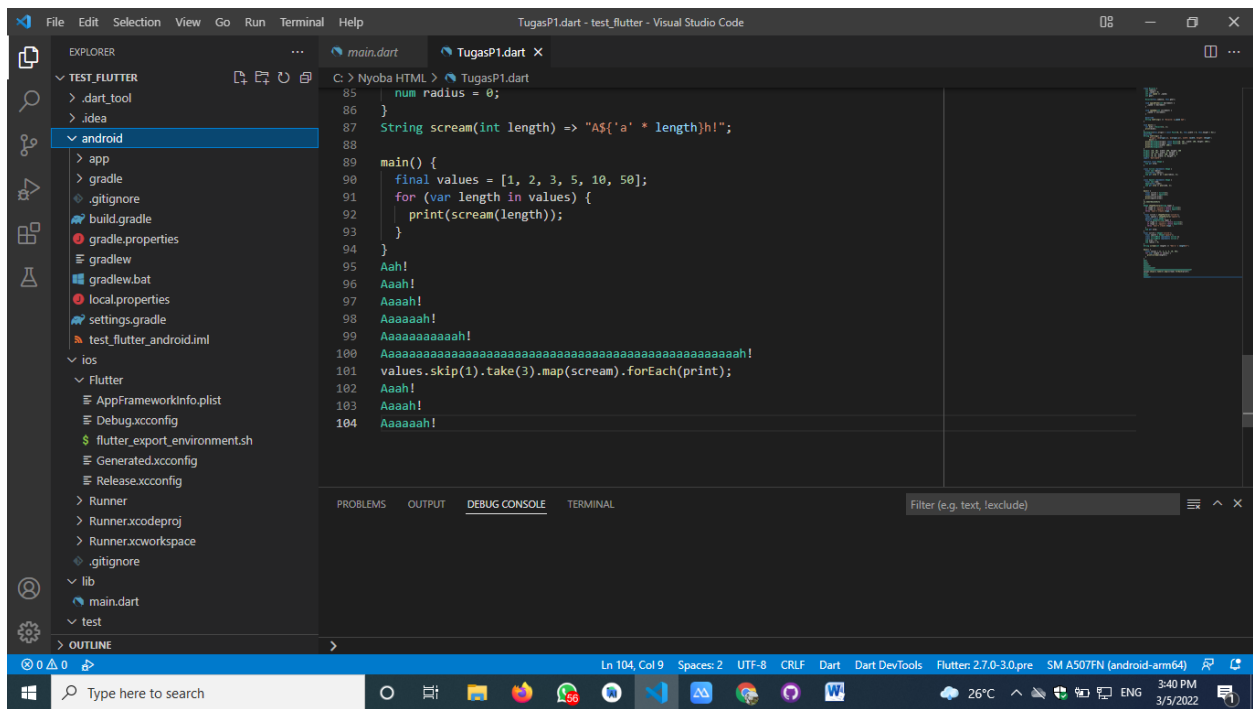 File Edit Selection View Go Run Terminal Help
TugasP1.dart - test_flutter - Visual Studio Code
EXPLORER
TEST_FLUTTER
> .dart_tool
> .idea
android
> app
> gradle
.gitignore
build.gradle
gradle.properties
gradlew
gradlew.bat
local.properties
settings.gradle
test_flutter_android.iml
ios
Flutter
AppFrameworkInfo.plist
Debug.xcconfig
$ flutter_export_environment.sh
Generated.xcconfig
Release.xcconfig
> Runner
> Runner.xcodeproj
> Runner.xcworkspace
.gitignore
lib
main.dart
test
> OUTLINE
main.dart
TugasP1.dart
C: > Nyoba HTML > TugasP1.dart
85 num radius = 0;
86 }
87 String scream(int length) => "A${'a' * length}h!";
88
89 main() {
90 final values = [1, 2, 3, 5, 10, 50];
91 for (var length in values) {
92 print(scream(length));
93 }
94 }
95 Aah!
96 Aaah!
97 Aaaah!
98 Aaaaaah!
99 Aaaaaaaaaaah!
100 Aaaaaaaaaaaaaaaaaaaaaaaaaaaaaaaaaaaaaaaaaaaaaaaaaaah!
101 values.skip(1).take(3).map(scream).forEach(print);
102 Aaah!
103 Aaaah!
104 Aaaaaah!
PROBLEMS OUTPUT DEBUG CONSOLE TERMINAL
Filter (e.g. text, !exclude)
>
0 0
Ln 104, Col 9 Spaces: 2 UTF-8 CRLF Dart Dart DevTools Flutter: 2.7.0-3.0.pre SM A507FN (android-arm64)
Type here to search
56
26°C
ENG
3:40 PM
3/5/2022
1